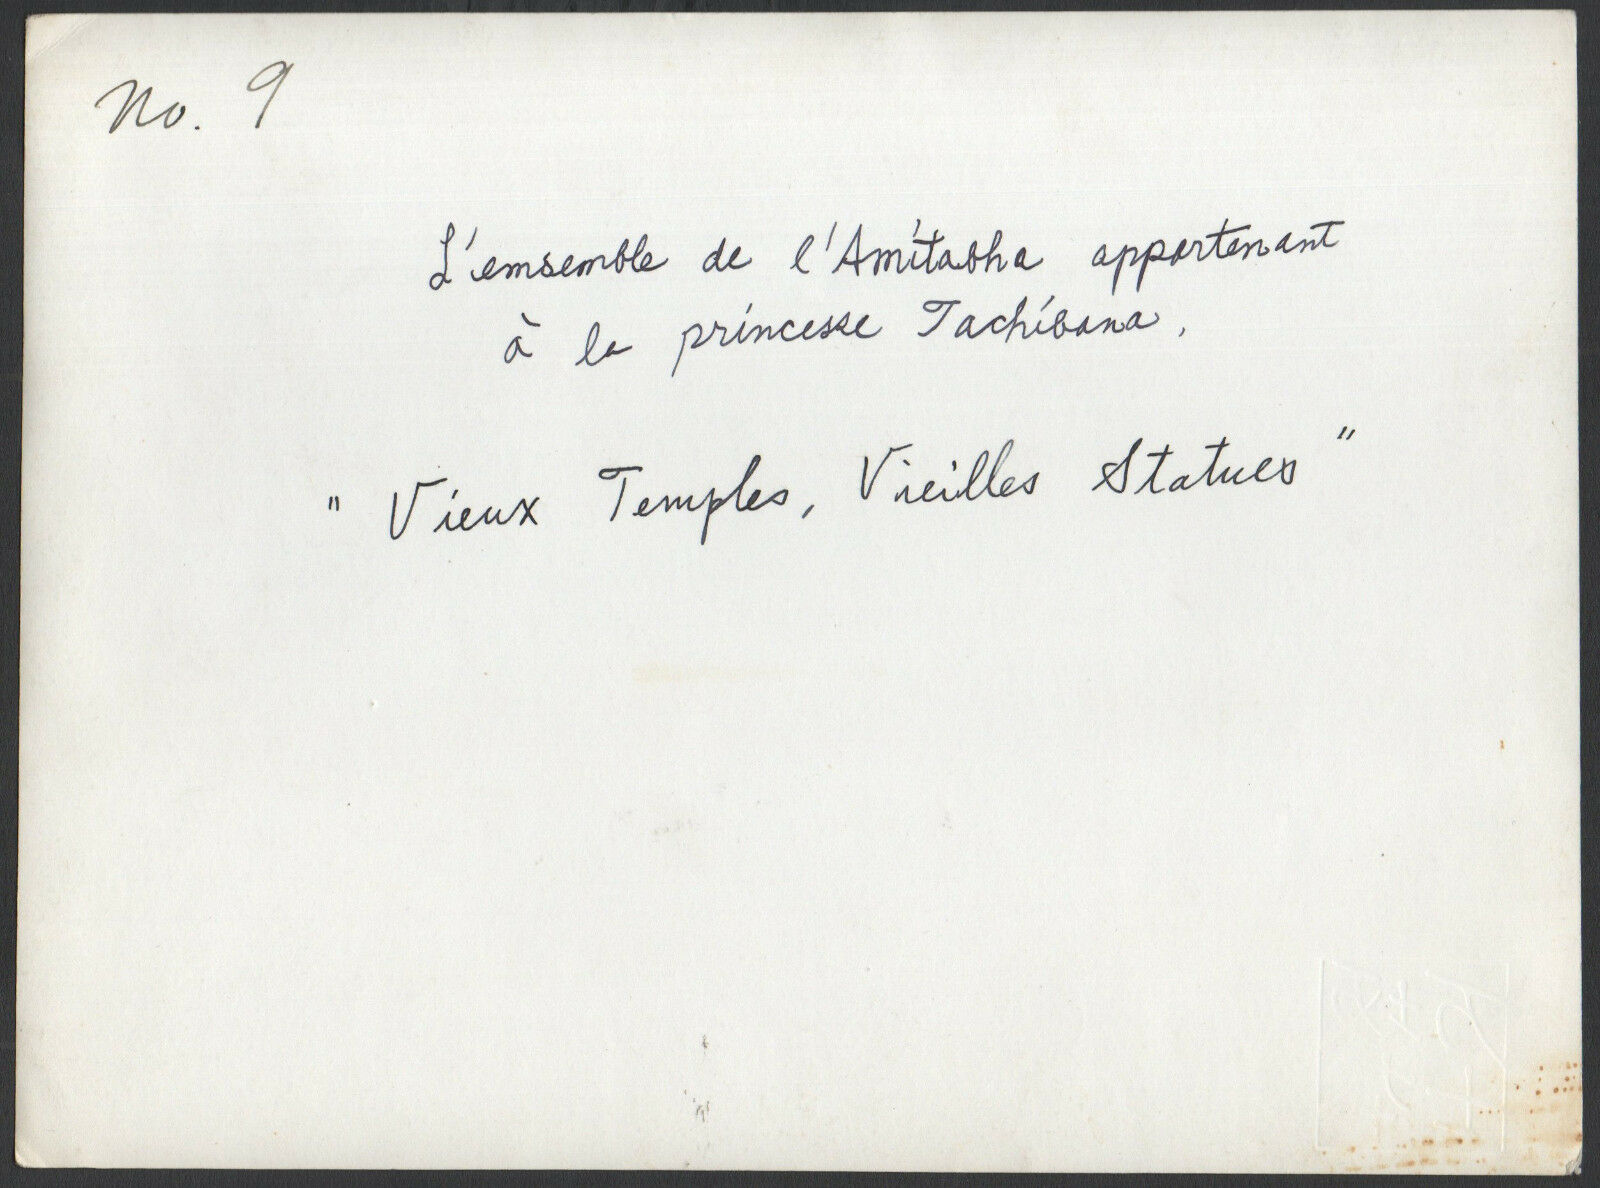 No. 9
L'emsemble de l'Amitabha appartenant
à la princesse Tachibana.
" Vieux Temples, Vieilles Statues "